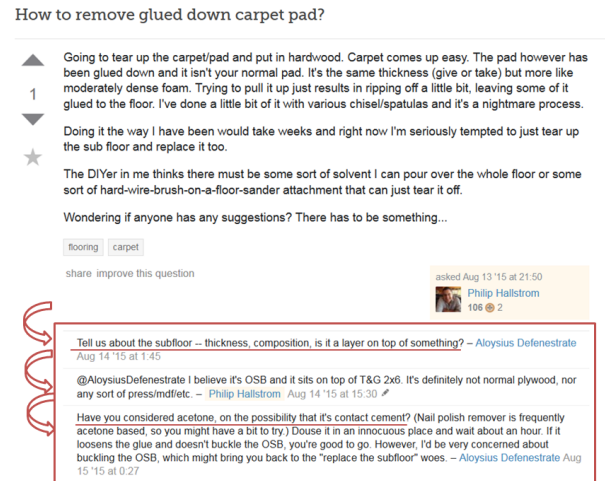 How to remove glued down carpet pad?
Going to tear up the carpet/pad and put in hardwood. Carpet comes up easy. The pad however has
been glued down and it isn't your normal pad. It's the same thickness (give or take) but more like
moderately dense foam. Trying to pull it up just results in ripping off a little bit, leaving some of it
glued to the floor. I've done a little bit of it with various chisel/spatulas and it's a nightmare process.
1
Doing it the way I have been would take weeks and right now I'm seriously tempted to just tear up
the sub floor and replace it too.
The DIYer in me thinks there must be some sort of solvent I can pour over the whole floor or some
sort of hard-wire-brush-on-a-floor-sander attachment that can just tear it off.
Wondering if anyone has any suggestions? There has to be something...
flooring carpet
share improve this question
asked Aug 13 '15 at 21:50
Philip Hallstrom
106 2
Tell us about the subfloor -- thickness, composition, is it a layer on top of something? – Aloysius Defenestrate
Aug 14 '15 at 1:45
@AloysiusDefenestrate I believe it's OSB and it sits on top of T&G 2x6. It's definitely not normal plywood, nor
any sort of press/mdf/etc. – Philip Hallstrom Aug 14 '15 at 15:30
Have you considered acetone, on the possibility that it's contact cement? (Nail polish remover is frequently
acetone based, so you might have a bit to try.) Douse it in an innocuous place and wait about an hour. If it
loosens the glue and doesn't buckle the OSB, you're good to go. However, I'd be very concerned about
buckling the OSB, which might bring you back to the "replace the subfloor" woes. – Aloysius Defenestrate Aug
15 '15 at 0:27